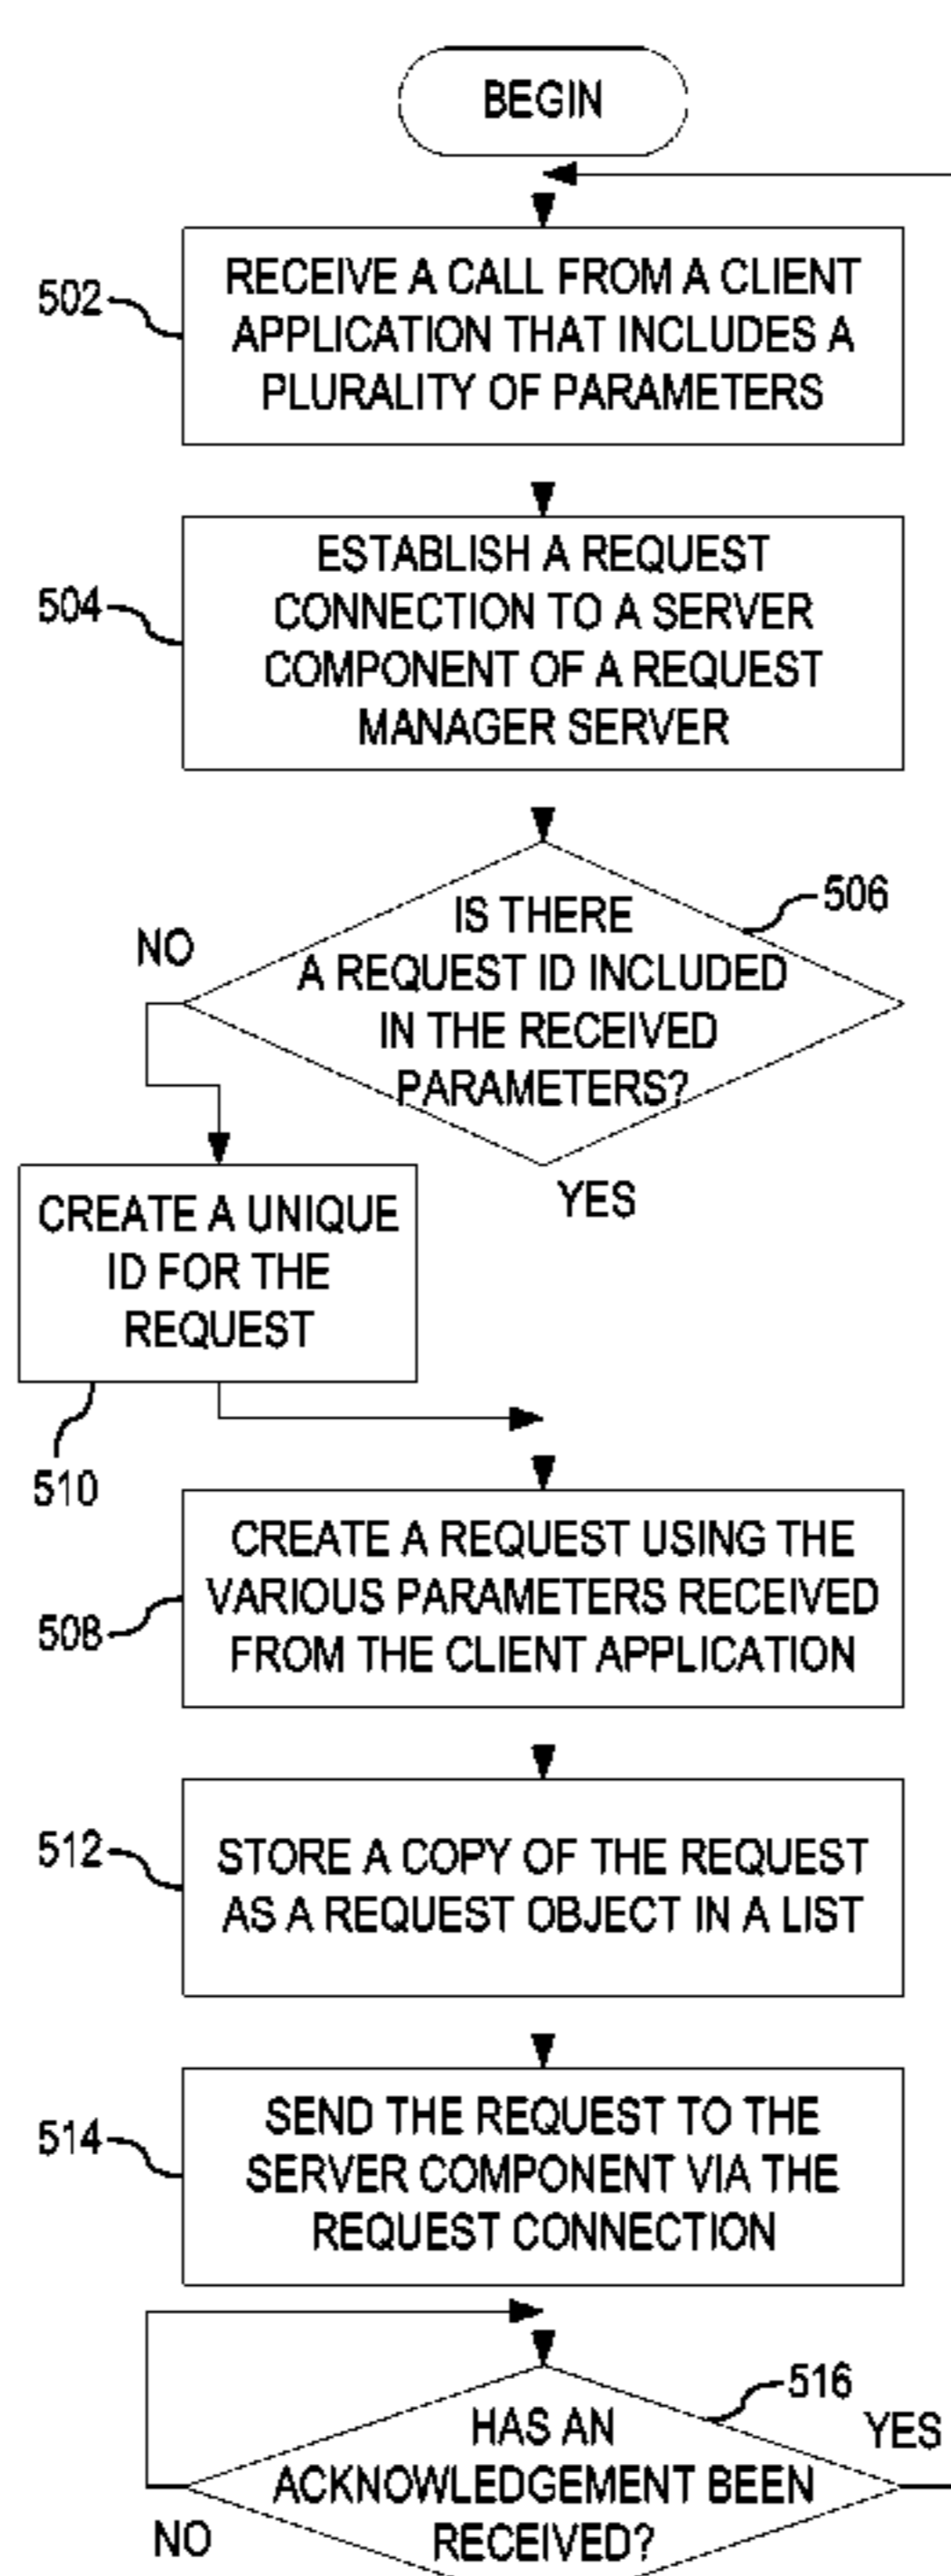 BEGIN
502
RECEIVE A CALL FROM A CLIENT
APPLICATION THAT INCLUDES A
PLURALITY OF PARAMETERS
504
ESTABLISH A REQUEST
CONNECTION TO A SERVER
COMPONENT OF A REQUEST
MANAGER SERVER
506
IS THERE
A REQUEST ID INCLUDED
IN THE RECEIVED
PARAMETERS?
NO
YES
CREATE A UNIQUE
ID FOR THE
REQUEST
510
508
CREATE A REQUEST USING THE
VARIOUS PARAMETERS RECEIVED
FROM THE CLIENT APPLICATION
512
STORE A COPY OF THE REQUEST
AS A REQUEST OBJECT IN A LIST
514
SEND THE REQUEST TO THE
SERVER COMPONENT VIA THE
REQUEST CONNECTION
516
HAS AN
ACKNOWLEDGEMENT BEEN
RECEIVED?
YES
NO